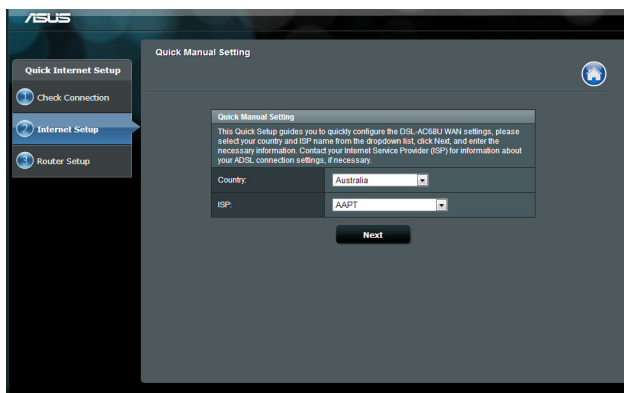 ASUS
Quick Internet Setup
1 Check Connection
2 Internet Setup
3 Router Setup
Quick Manual Setting
Quick Manual Setting
This Quick Setup guides you to quickly configure the DSL-AC68U WAN settings, please
select your country and ISP name from the dropdown list, click Next, and enter the
necessary information. Contact your Internet Service Provider (ISP) for information about
your ADSL connection settings, if necessary.
Country: Australia
ISP: AAPT
Next